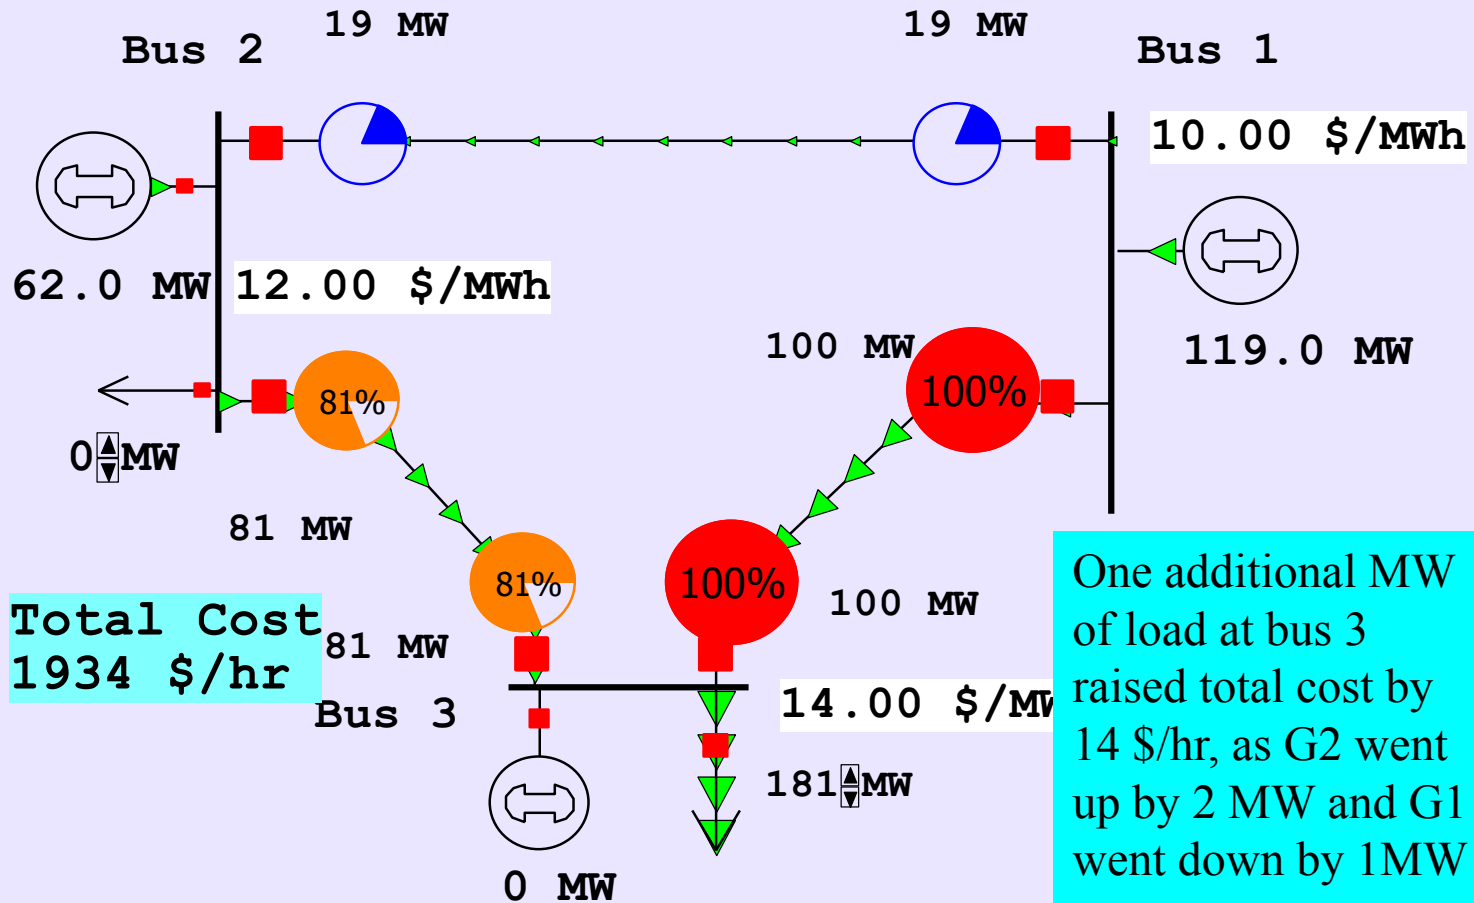 19 MW
19 MW
Bus 2
Bus 1
10.00 $/MWh
62.0 MW
12.00 $/MWh
100 MW
119.0 MW
81%
100%
0 MW
81 MW
81%
100%
100 MW
Total Cost
1934 $/hr
81 MW
Bus 3
14.00 $/MW
181 MW
0 MW
One additional MW
of load at bus 3
raised total cost by
14 $/hr, as G2 went
up by 2 MW and G1
went down by 1MW